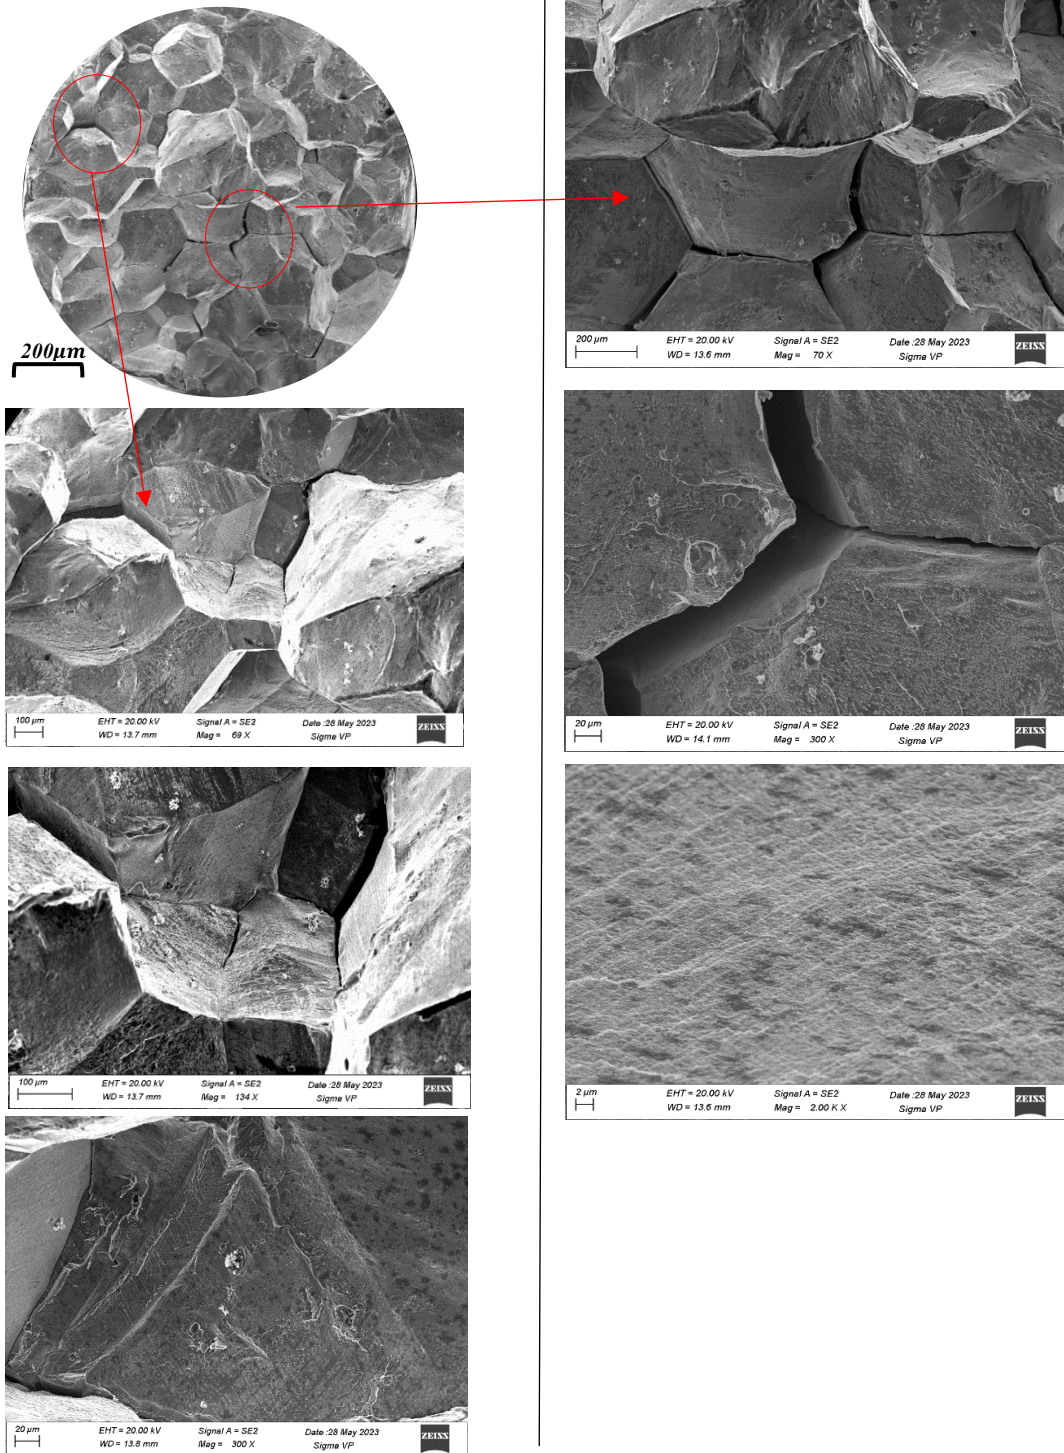 200µm
100 µm
EHT = 20.00 kV
Signal A = SE2
Date :28 May 2023
WD = 13.7 mm
Mag = 69 X
Sigma VP
ZEISS
100 µm
EHT = 20.00 kV
Signal A = SE2
Date :28 May 2023
WD = 13.7 mm
Mag = 134 X
Sigma VP
ZEISS
20 µm
EHT = 20.00 kV
Signal A = SE2
Date :28 May 2023
WD = 13.8 mm
Mag = 300 X
Sigma VP
ZEISS
200 µm
EHT = 20.00 kV
Signal A = SE2
Date :28 May 2023
WD = 13.6 mm
Mag = 70 X
Sigma VP
ZEISS
20 µm
EHT = 20.00 kV
Signal A = SE2
Date :28 May 2023
WD = 14.1 mm
Mag = 300 X
Sigma VP
ZEISS
2 µm
EHT = 20.00 kV
Signal A = SE2
Date :28 May 2023
WD = 13.6 mm
Mag = 2.00 K X
Sigma VP
ZEISS